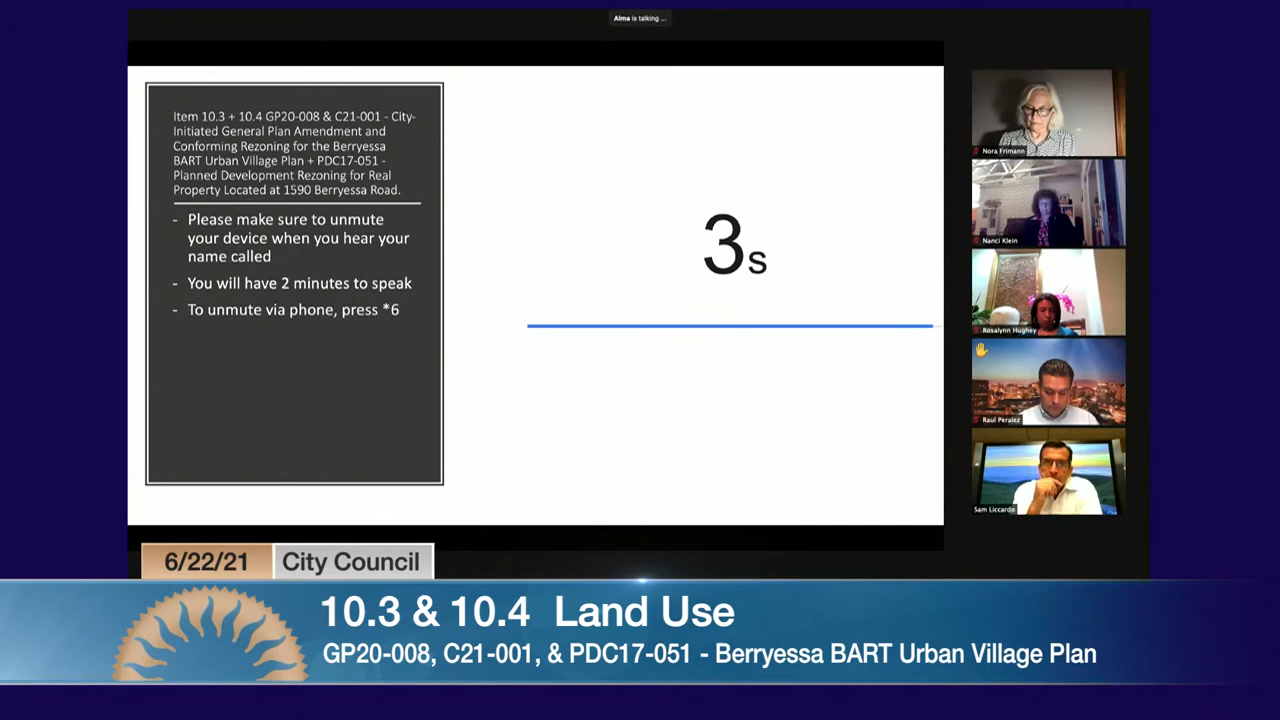 Alma is talking ...
Item 10.3 + 10.4 GP20-008 & C21-001 - City-
Initiated General Plan Amendment and
Conforming Rezoning for the Berryessa
BART Urban Village Plan + PDC17-051 -
Planned Development Rezoning for Real
Property Located at 1590 Berryessa Road.
- Please make sure to unmute
your device when you hear your
name called
- You will have 2 minutes to speak
- To unmute via phone, press *6
3s
Nora Frimann
Nanci Klein
Rosalynn Hughey
Raul Peralez
Sam Liccardo
6/22/21 City Council
10.3 & 10.4 Land Use
GP20-008, C21-001, & PDC17-051 - Berryessa BART Urban Village Plan